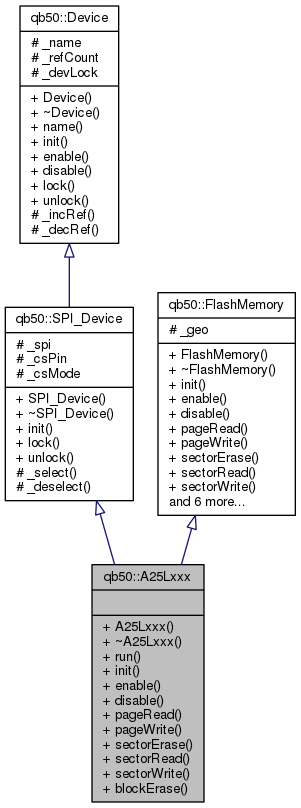 qb50::Device
# _name
# _refCount
# _devLock
+ Device()
+ ~Device()
+ name()
+ init()
+ enable()
+ disable()
+ lock()
+ unlock()
# _incRef()
# _decRef()
qb50::SPI_Device
# _spi
# _csPin
# _csMode
+ SPI_Device()
+ ~SPI_Device()
+ init()
+ lock()
+ unlock()
# _select()
# _deselect()
qb50::FlashMemory
# _geo
+ FlashMemory()
+ ~FlashMemory()
+ init()
+ enable()
+ disable()
+ pageRead()
+ pageWrite()
+ sectorErase()
+ sectorRead()
+ sectorWrite()
and 6 more...
qb50::A25Lxxx
+ A25Lxxx()
+ ~A25Lxxx()
+ run()
+ init()
+ enable()
+ disable()
+ pageRead()
+ pageWrite()
+ sectorErase()
+ sectorRead()
+ sectorWrite()
+ blockErase()